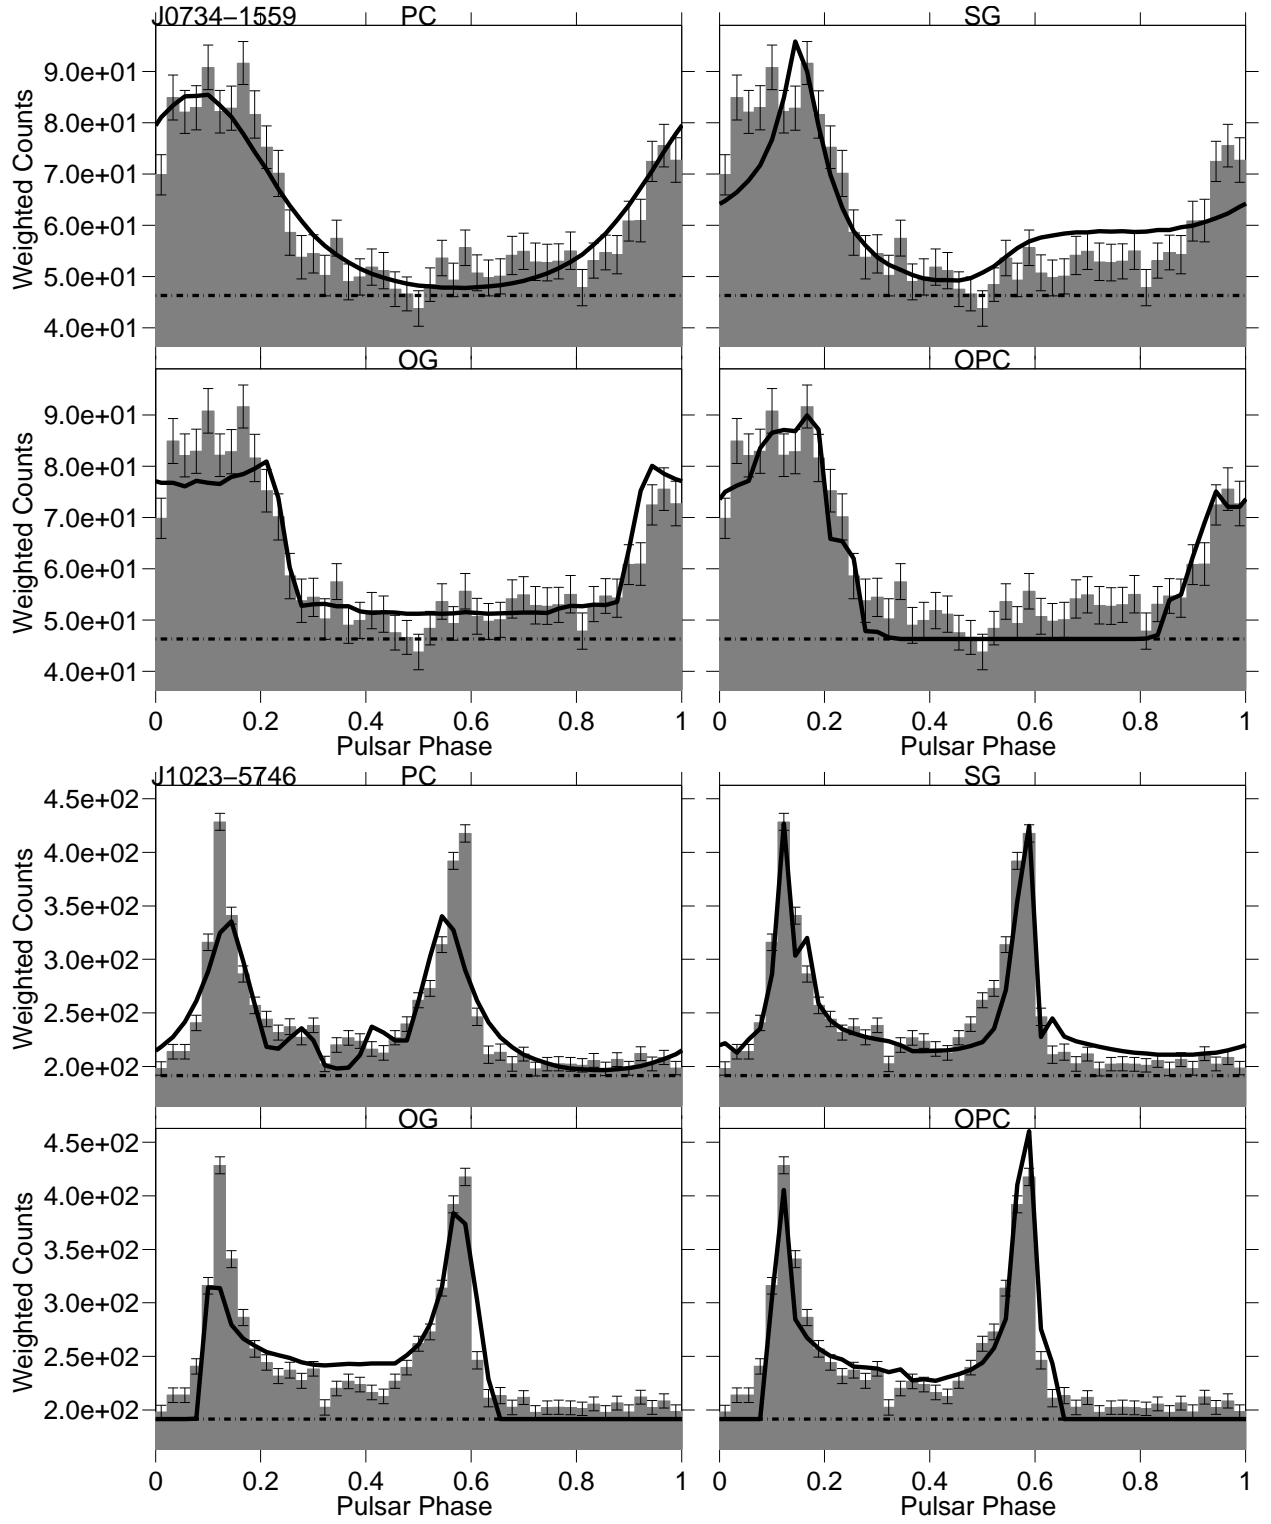 J0734−1559 PC SG
9.0e+01
8.0e+01
7.0e+01
6.0e+01
5.0e+01
4.0e+01
Weighted Counts
OG OPC
9.0e+01
8.0e+01
7.0e+01
6.0e+01
5.0e+01
4.0e+01
Weighted Counts
0 0.2 0.4 0.6 0.8 1 0 0.2 0.4 0.6 0.8 1
Pulsar Phase Pulsar Phase
J1023−5746 PC SG
4.5e+02
4.0e+02
3.5e+02
3.0e+02
2.5e+02
2.0e+02
Weighted Counts
OG OPC
4.5e+02
4.0e+02
3.5e+02
3.0e+02
2.5e+02
2.0e+02
Weighted Counts
0 0.2 0.4 0.6 0.8 1 0 0.2 0.4 0.6 0.8 1
Pulsar Phase Pulsar Phase